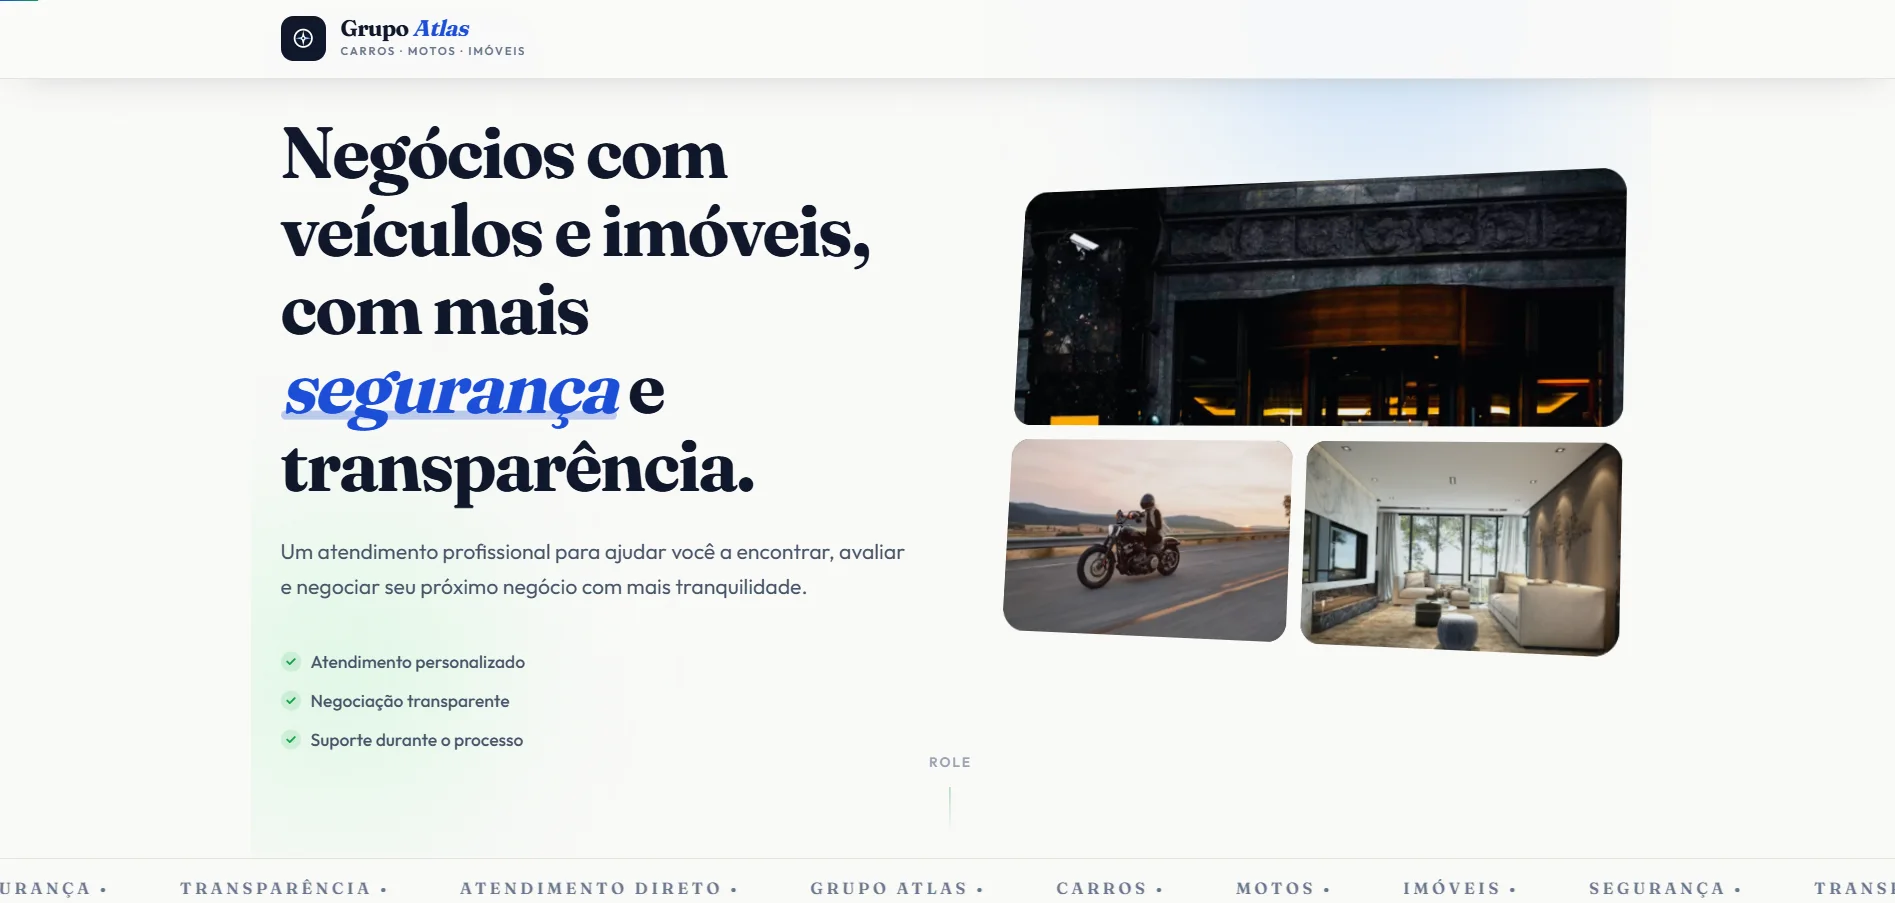 Grupo Atlas
CARROS · MOTOS · IMÓVEIS
Negócios com
veículos e imóveis,
com mais
segurança e
transparência.
Um atendimento profissional para ajudar você a encontrar, avaliar
e negociar seu próximo negócio com mais tranquilidade.
Atendimento personalizado
Negociação transparente
Suporte durante o processo
ROLE
URANÇA • TRANSPARÊNCIA • ATENDIMENTO DIRETO • GRUPO ATLAS • CARROS • MOTOS • IMÓVEIS • SEGURANÇA • TRANS